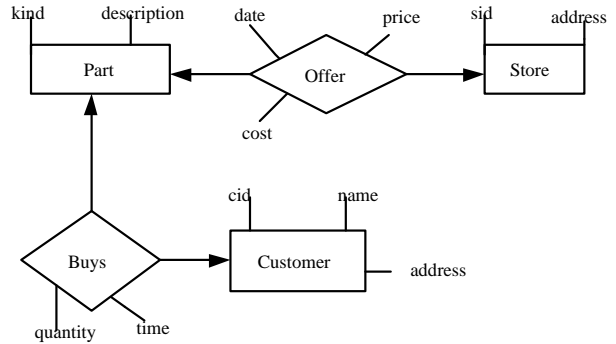 kind description date price sid address
Part Offer Store
cost
cid name
Buys Customer address
quantity time